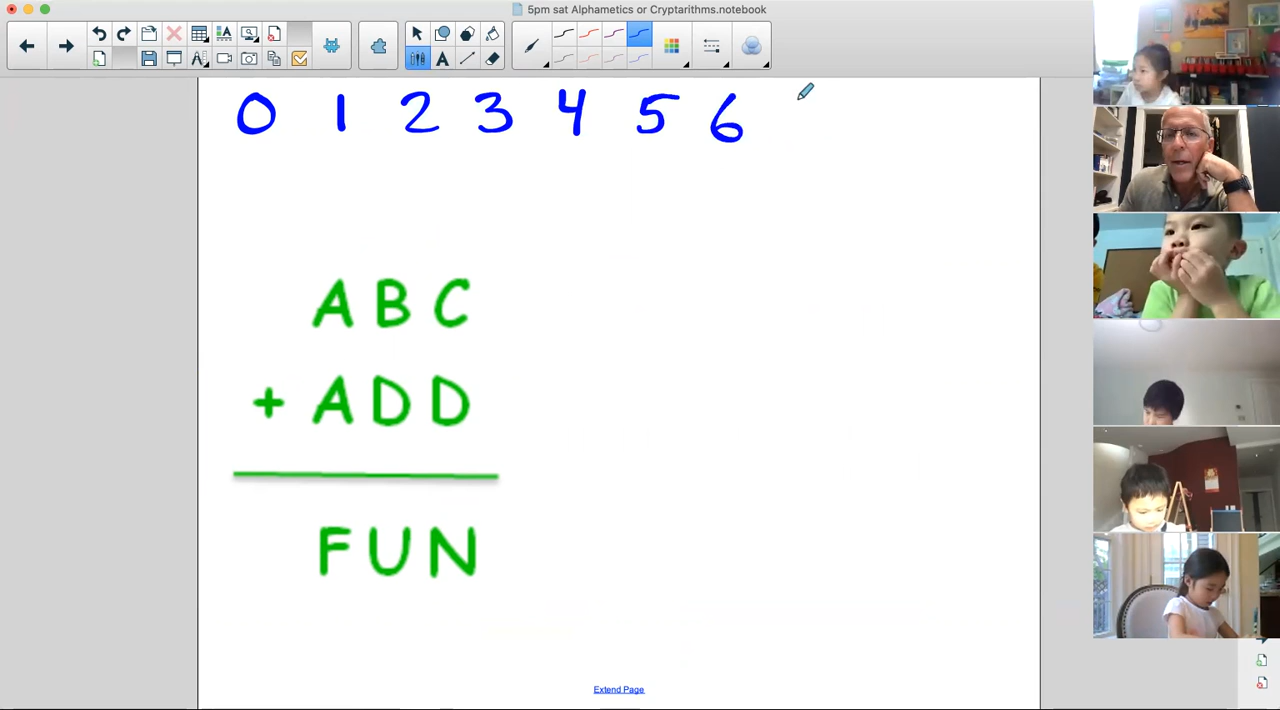 5pm sat Alphametics or Cryptarithms.notebook
0 1 2 3 4 5 6
A B C
+ A D D
F U N
Extend Page